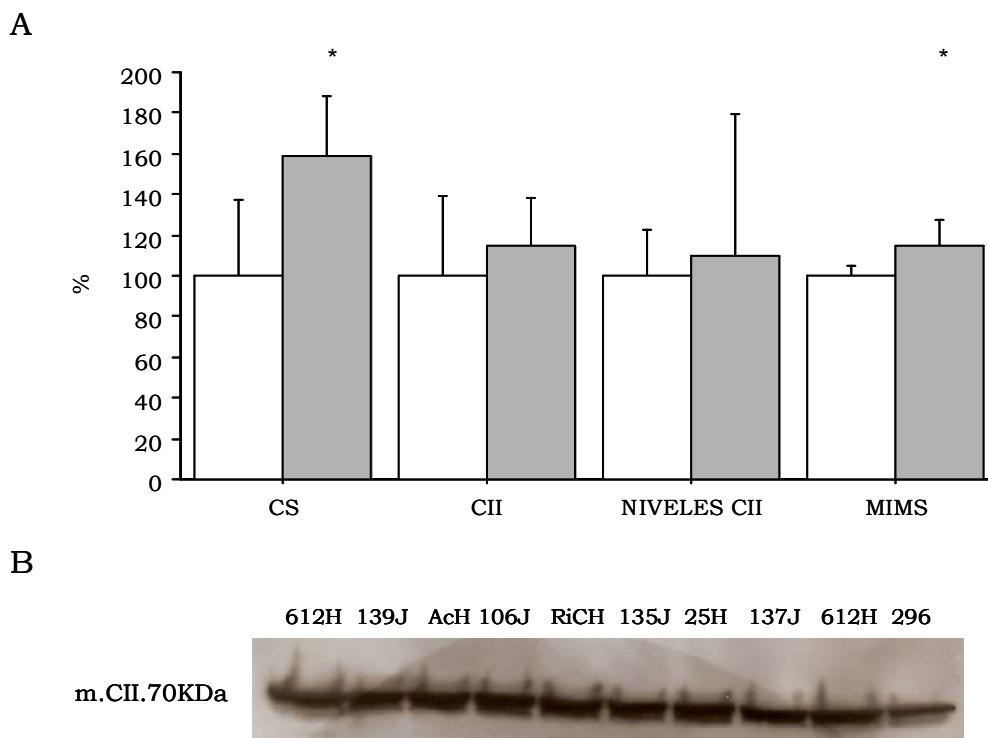 A
*
*
200
180
160
140
120
100
80
60
40
20
0
%
CS
CII
NIVELES CII
MIMS
B
612H 139J AcH 106J RiCH 135J 25H 137J 612H 296
m.CII.70KDa